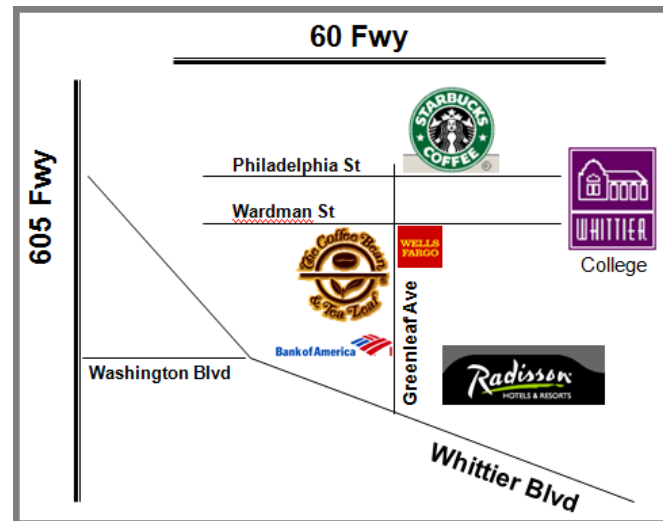 60 Fwy
605 Fwy
STARBUCKS
COFFEE
®
Philadelphia St
Wardman St
WHITTIER
College
The Coffee Bean
& Tea Leaf
WELLS
FARGO
Greenleaf Ave
Bank of America
Washington Blvd
Radisson
HOTELS & RESORTS
Whittier Blvd